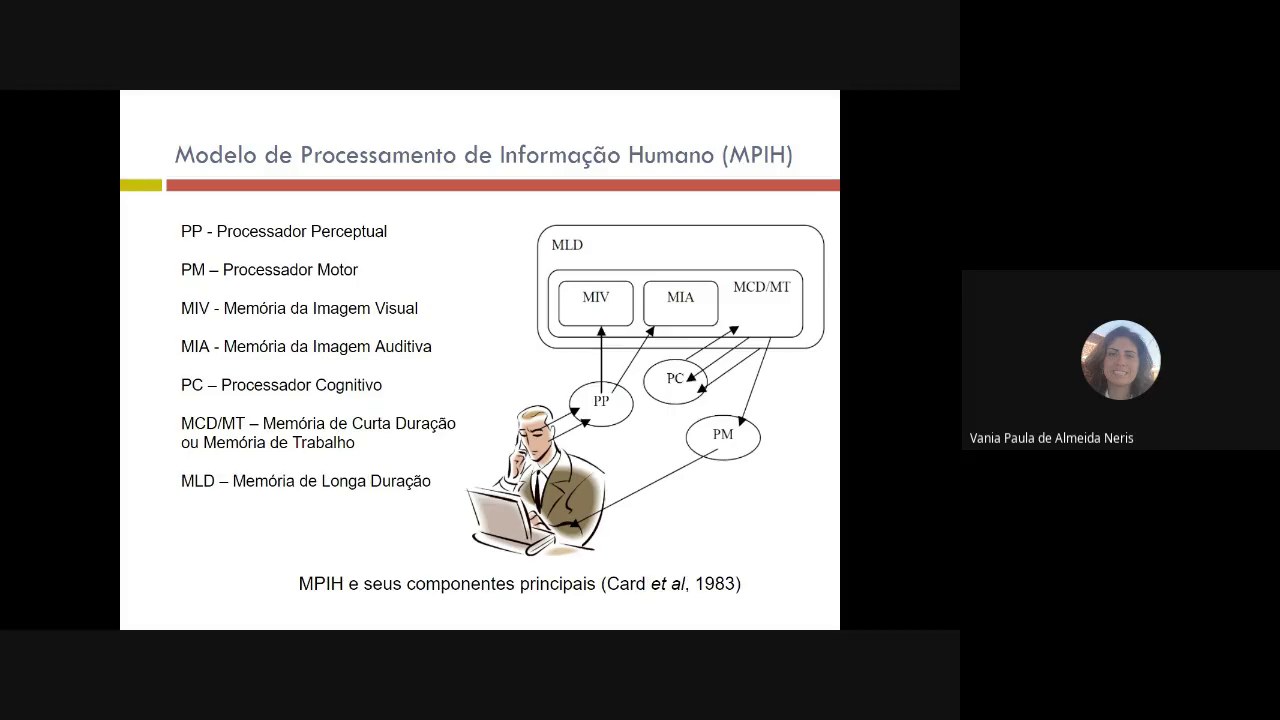 Modelo de Processamento de Informação Humano (MPIH)
PP - Processador Perceptual
PM – Processador Motor
MIV - Memória da Imagem Visual
MIA - Memória da Imagem Auditiva
PC – Processador Cognitivo
MCD/MT – Memória de Curta Duração
ou Memória de Trabalho
MLD – Memória de Longa Duração
MLD
MIV
MIA
MCD/MT
PC
PP
PM
MPIH e seus componentes principais (Card et al, 1983)
Vania Paula de Almeida Neris